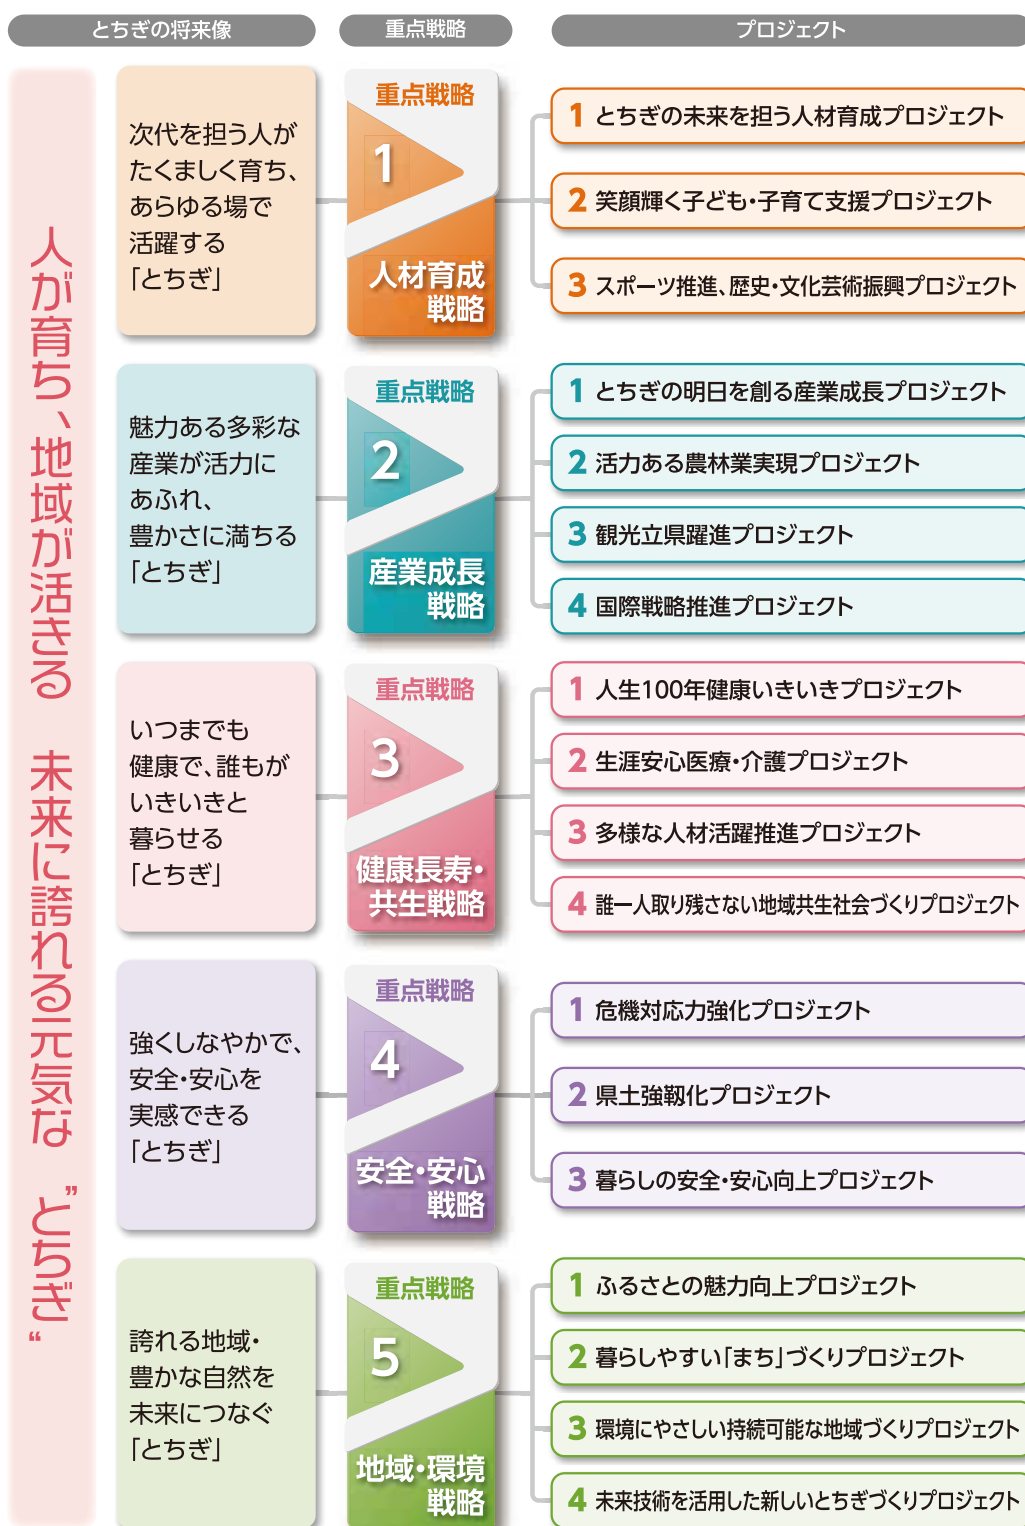 とちぎの将来像
重点戦略
プロジェクト
人が育ち、地域が活きる　未来に誇れる元気な “とちぎ”
次代を担う人が
たくましく育ち、
あらゆる場で
活躍する
「とちぎ」
重点戦略
1
人材育成
戦略
1 とちぎの未来を担う人材育成プロジェクト
2 笑顔輝く子ども・子育て支援プロジェクト
3 スポーツ推進、歴史・文化芸術振興プロジェクト
魅力ある多彩な
産業が活力に
あふれ、
豊かさに満ちる
「とちぎ」
重点戦略
2
産業成長
戦略
1 とちぎの明日を創る産業成長プロジェクト
2 活力ある農林業実現プロジェクト
3 観光立県躍進プロジェクト
4 国際戦略推進プロジェクト
いつまでも
健康で、誰もが
いきいきと
暮らせる
「とちぎ」
重点戦略
3
健康長寿・
共生戦略
1 人生100年健康いきいきプロジェクト
2 生涯安心医療・介護プロジェクト
3 多様な人材活躍推進プロジェクト
4 誰一人取り残さない地域共生社会づくりプロジェクト
強くしなやかで、
安全・安心を
実感できる
「とちぎ」
重点戦略
4
安全・安心
戦略
1 危機対応力強化プロジェクト
2 県土強靱化プロジェクト
3 暮らしの安全・安心向上プロジェクト
誇れる地域・
豊かな自然を
未来につなぐ
「とちぎ」
重点戦略
5
地域・環境
戦略
1 ふるさとの魅力向上プロジェクト
2 暮らしやすい「まち」づくりプロジェクト
3 環境にやさしい持続可能な地域づくりプロジェクト
4 未来技術を活用した新しいとちぎづくりプロジェクト